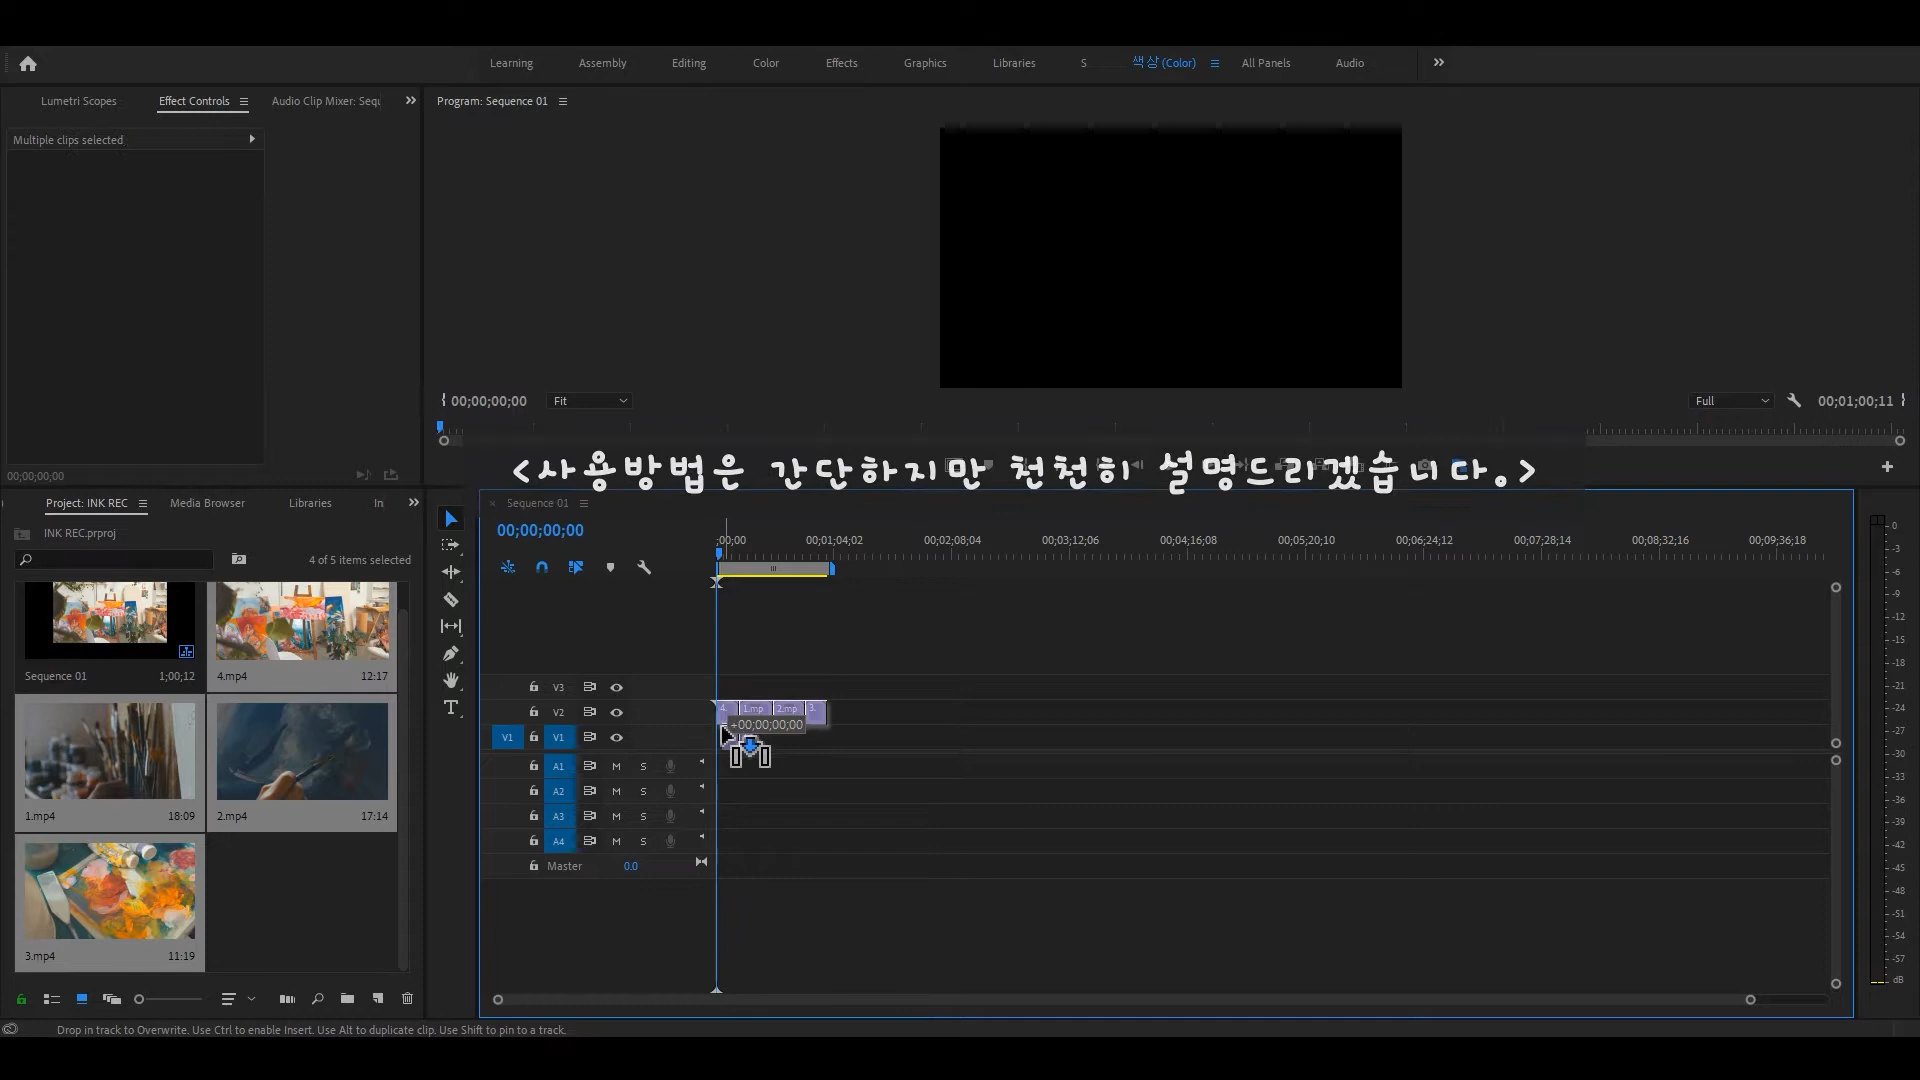 Learning Assembly Editing Color Effects Graphics Libraries S 색상 (Color) All Panels Audio
Lumetri Scopes Effect Controls Audio Clip Mixer: Sequ
Program: Sequence 01
Multiple clips selected
00;00;00;00 Fit Full 00;01;00;11
<사용방법은 간단하지만 천천히 설명드리겠습니다.>
00;00;00;00
Project: INK REC Media Browser Libraries In
INK REC.prproj
4 of 5 items selected
Sequence 01 1;00;12
4.mp4 12:17
1.mp4 18:09
2.mp4 17:14
3.mp4 11:19
Sequence 01
00;00;00;00
;00;00 00;01;04;02 00;02;08;04 00;03;12;06 00;04;16;08 00;05;20;10 00;06;24;12 00;07;28;14 00;08;32;16 00;09;36;18
V3
V2 4. 1.mp 2.mp 3.
+00;00;00;00
V1 V1
A1 M S
A2 M S
A3 M S
A4 M S
Master 0.0
0
-3
-6
-9
-12
-15
-18
-21
-24
-27
-30
-33
-36
-39
-42
-45
-48
-51
-54
-57
dB
Drop in track to Overwrite. Use Ctrl to enable Insert. Use Alt to duplicate clip. Use Shift to pin to a track.